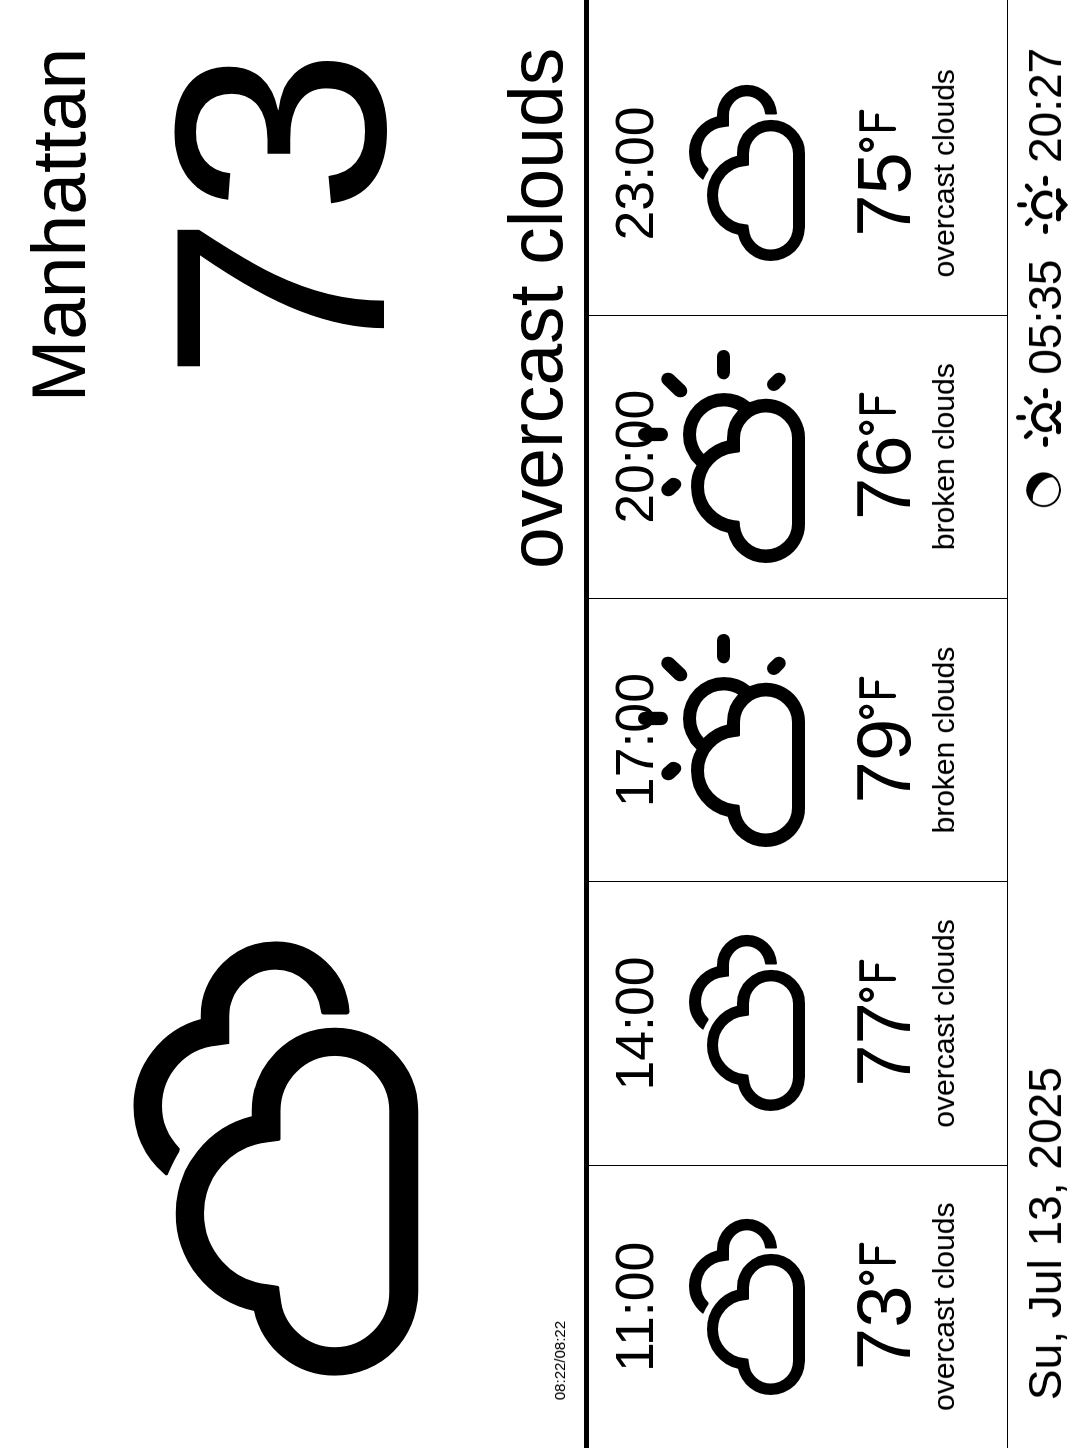 Manhattan
73
overcast clouds
08:22/08:22
11:00
73°F
overcast clouds
14:00
77°F
overcast clouds
17:00
79°F
broken clouds
20:00
76°F
broken clouds
23:00
75°F
overcast clouds
Su, Jul 13, 2025
05:35
20:27